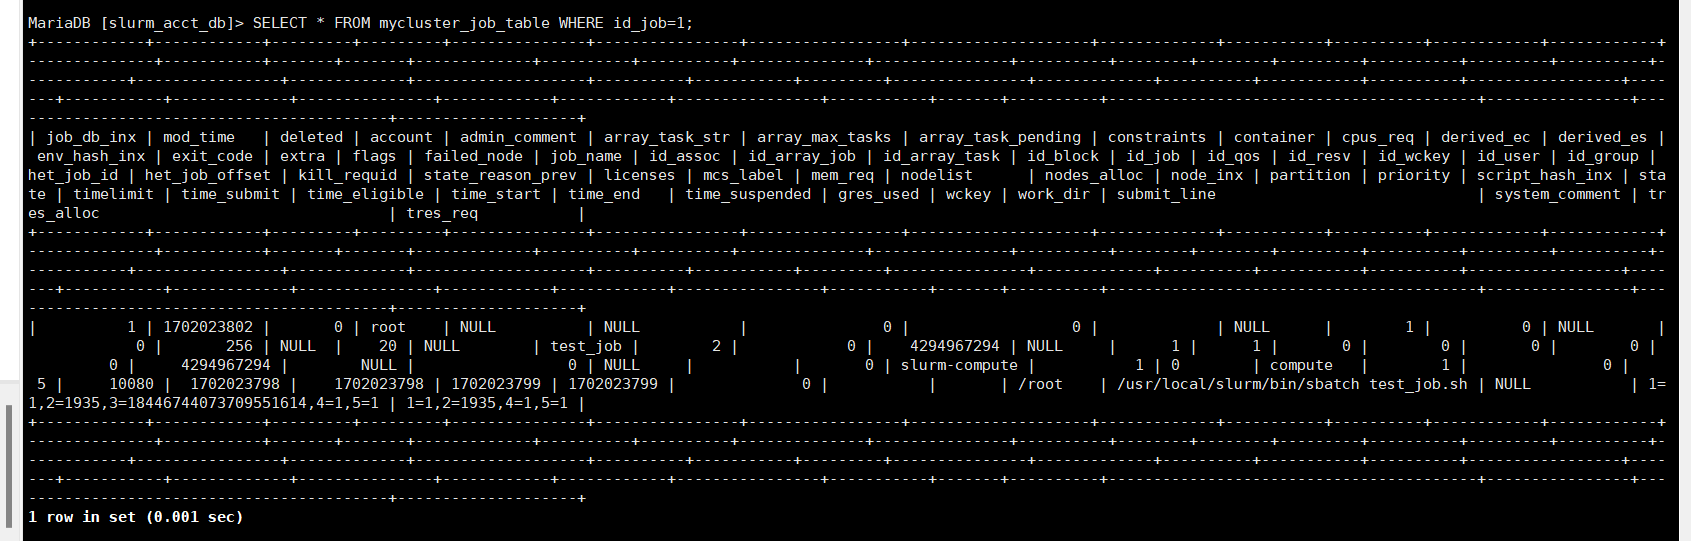 MariaDB [slurm_acct_db]> SELECT * FROM mycluster_job_table WHERE id_job=1;
+------------+------------+---------+---------+---------------+----------------+-----------------+--------------------+-------------+-----------+----------+------------+------------+
--------------+-----------+-------+-------+-------------+----------+----------+--------------+---------------+----------+--------+---------+---------+----------+---------+----------+-
-----------+----------------+-------------+-------------------+----------+-----------+---------+---------------+-------------+----------+-----------+----------+-----------------+----
---+-----------+-------------+---------------+------------+------------+----------------+-----------+-------+----------+-----------------------------------------+----------------+---
----------------------------------------+--------------------+
| job_db_inx | mod_time   | deleted | account | admin_comment | array_task_str | array_max_tasks | array_task_pending | constraints | container | cpus_req | derived_ec | derived_es |
 env_hash_inx | exit_code | extra | flags | failed_node | job_name | id_assoc | id_array_job | id_array_task | id_block | id_job | id_qos | id_resv | id_wckey | id_user | id_group |
het_job_id | het_job_offset | kill_requid | state_reason_prev | licenses | mcs_label | mem_req | nodelist      | nodes_alloc | node_inx | partition | priority | script_hash_inx | sta
te | timelimit | time_submit | time_eligible | time_start | time_end   | time_suspended | gres_used | wckey | work_dir | submit_line                             | system_comment | tr
es_alloc                                | tres_req           |
+------------+------------+---------+---------+---------------+----------------+-----------------+--------------------+-------------+-----------+----------+------------+------------+
--------------+-----------+-------+-------+-------------+----------+----------+--------------+---------------+----------+--------+---------+---------+----------+---------+----------+-
-----------+----------------+-------------+-------------------+----------+-----------+---------+---------------+-------------+----------+-----------+----------+-----------------+----
---+-----------+-------------+---------------+------------+------------+----------------+-----------+-------+----------+-----------------------------------------+----------------+---
----------------------------------------+--------------------+
|          1 | 1702023802 |       0 | root    | NULL          | NULL           |               0 |                  0 |             | NULL      |        1 |          0 | NULL       |
            0 |       256 | NULL  |    20 | NULL        | test_job |        2 |            0 |    4294967294 | NULL     |      1 |      1 |       0 |        0 |       0 |        0 |
         0 |     4294967294 |        NULL |                 0 | NULL     |           |       0 | slurm-compute |           1 | 0        | compute   |        1 |               0 |
 5 |     10080 |  1702023798 |    1702023798 | 1702023799 | 1702023799 |              0 |           |       | /root    | /usr/local/slurm/bin/sbatch test_job.sh | NULL           | 1=
1,2=1935,3=18446744073709551614,4=1,5=1 | 1=1,2=1935,4=1,5=1 |
+------------+------------+---------+---------+---------------+----------------+-----------------+--------------------+-------------+-----------+----------+------------+------------+
--------------+-----------+-------+-------+-------------+----------+----------+--------------+---------------+----------+--------+---------+---------+----------+---------+----------+-
-----------+----------------+-------------+-------------------+----------+-----------+---------+---------------+-------------+----------+-----------+----------+-----------------+----
---+-----------+-------------+---------------+------------+------------+----------------+-----------+-------+----------+-----------------------------------------+----------------+---
----------------------------------------+--------------------+
1 row in set (0.001 sec)